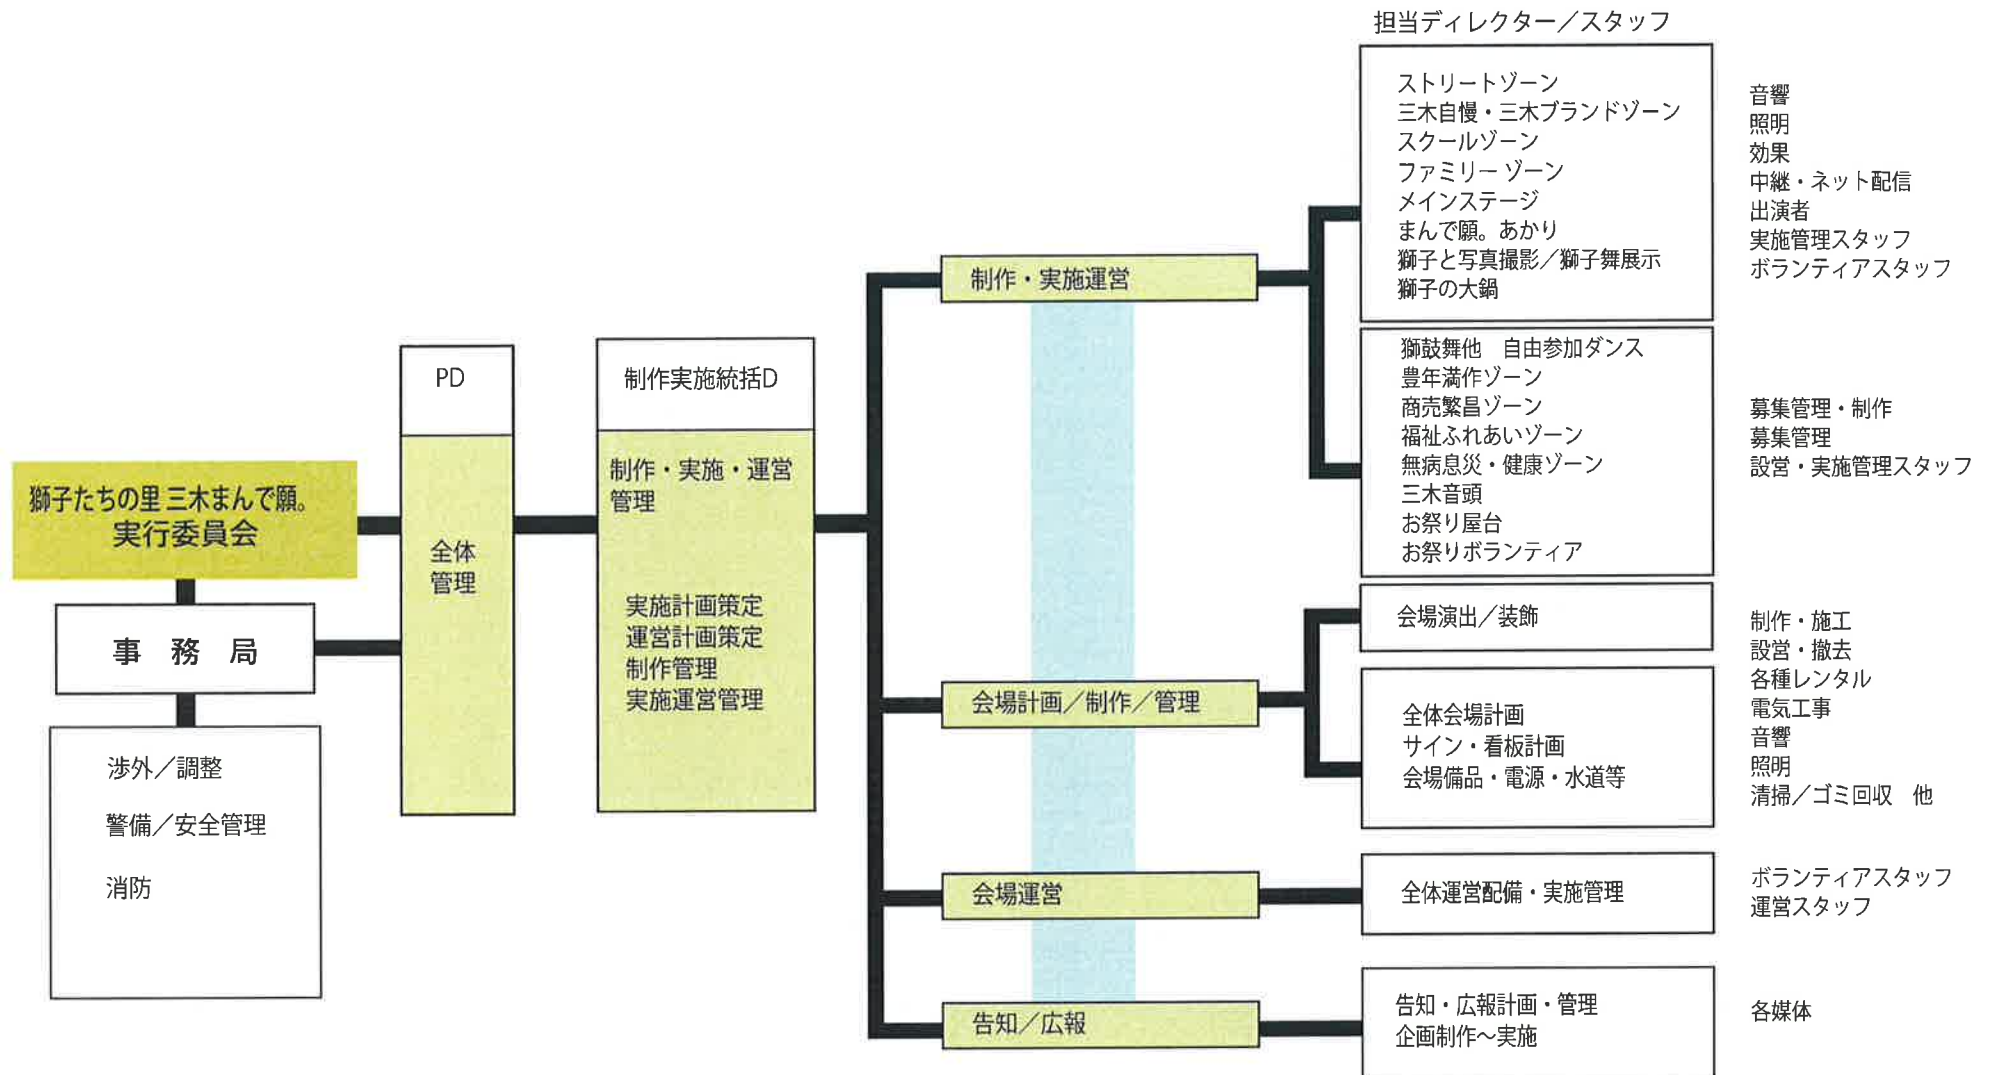 獅子たちの里 三木まんで願。
実行委員会
事 務 局
渉外／調整
警備／安全管理
消防
PD
全体
管理
制作実施統括D
制作・実施・運営
管理
実施計画策定
運営計画策定
制作管理
実施運営管理
制作・実施運営
会場計画／制作／管理
会場運営
告知／広報
担当ディレクター／スタッフ
ストリートゾーン
三木自慢・三木ブランドゾーン
スクールゾーン
ファミリー ゾーン
メインステージ
まんで願。あかり
獅子と写真撮影／獅子舞展示
獅子の大鍋
音響
照明
効果
中継・ネット配信
出演者
実施管理スタッフ
ボランティアスタッフ
獅鼓舞他　自由参加ダンス
豊年満作ゾーン
商売繁昌ゾーン
福祉ふれあいゾーン
無病息災・健康ゾーン
三木音頭
お祭り屋台
お祭りボランティア
募集管理・制作
募集管理
設営・実施管理スタッフ
会場演出／装飾
全体会場計画
サイン・看板計画
会場備品・電源・水道等
制作・施工
設営・撤去
各種レンタル
電気工事
音響
照明
清掃／ゴミ回収　他
全体運営配備・実施管理
ボランティアスタッフ
運営スタッフ
告知・広報計画・管理
企画制作～実施
各媒体